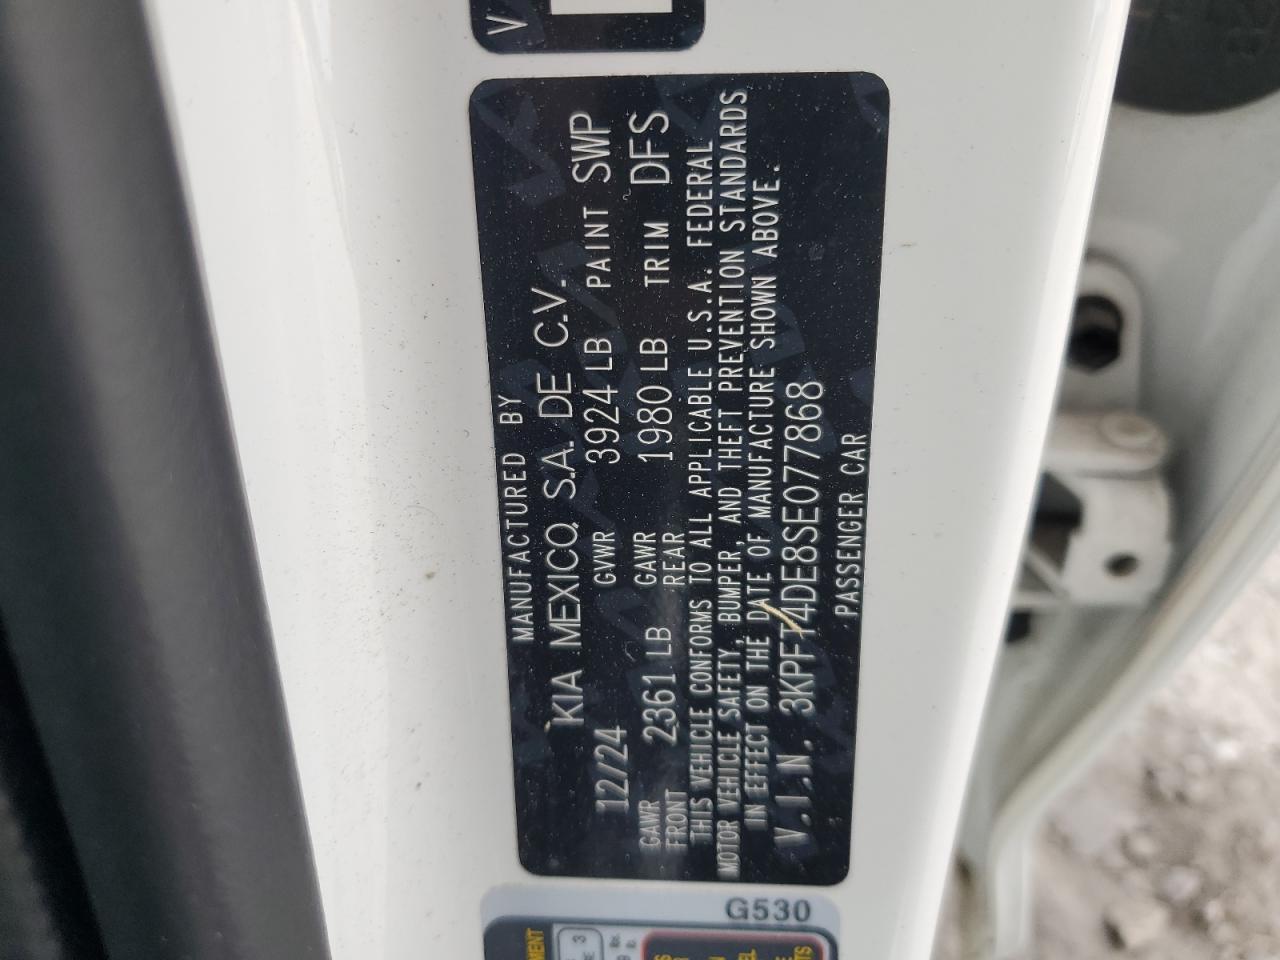 V
MANUFACTURED BY
KIA MEXICO, S.A. DE C.V.
12/24 GVWR 3924 LB PAINT SWP
GAWR FRONT 2361 LB GAWR REAR 1980 LB TRIM DFS
THIS VEHICLE CONFORMS TO ALL APPLICABLE U.S.A. FEDERAL
MOTOR VEHICLE SAFETY, BUMPER, AND THEFT PREVENTION STANDARDS
IN EFFECT ON THE DATE OF MANUFACTURE SHOWN ABOVE.
V.I.N. 3KPFT4DE8SE077868
PASSENGER CAR
G530